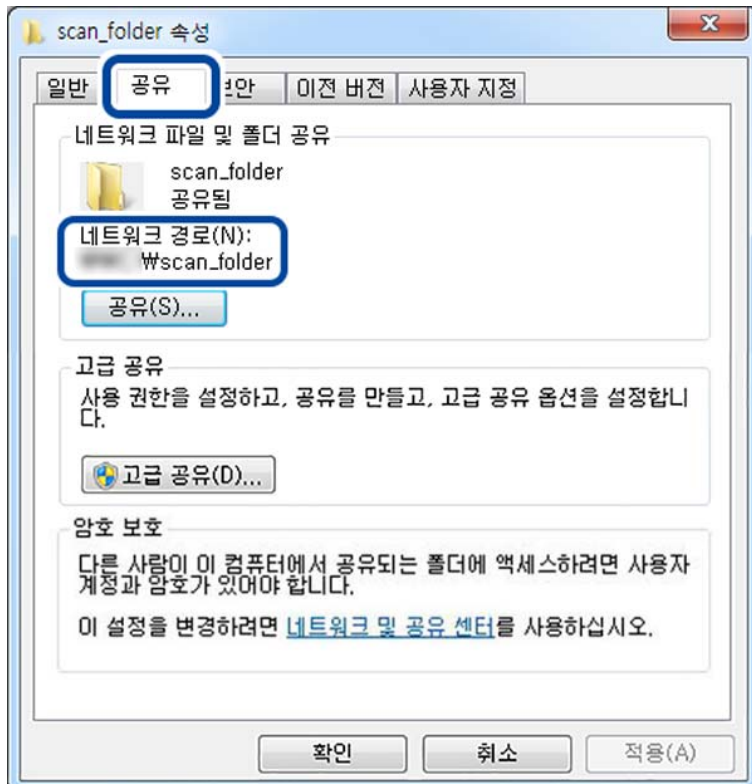 scan_folder 속성
일반 공유 보안 이전 버전 사용자 지정
네트워크 파일 및 폴더 공유
scan_folder
공유됨
네트워크 경로(N):
₩scan_folder
공유(S)...
고급 공유
사용 권한을 설정하고, 공유를 만들고, 고급 공유 옵션을 설정합니
다.
고급 공유(D)...
암호 보호
다른 사람이 이 컴퓨터에서 공유되는 폴더에 액세스하려면 사용자
계정과 암호가 있어야 합니다.
이 설정을 변경하려면 네트워크 및 공유 센터를 사용하십시오.
확인 취소 적용(A)